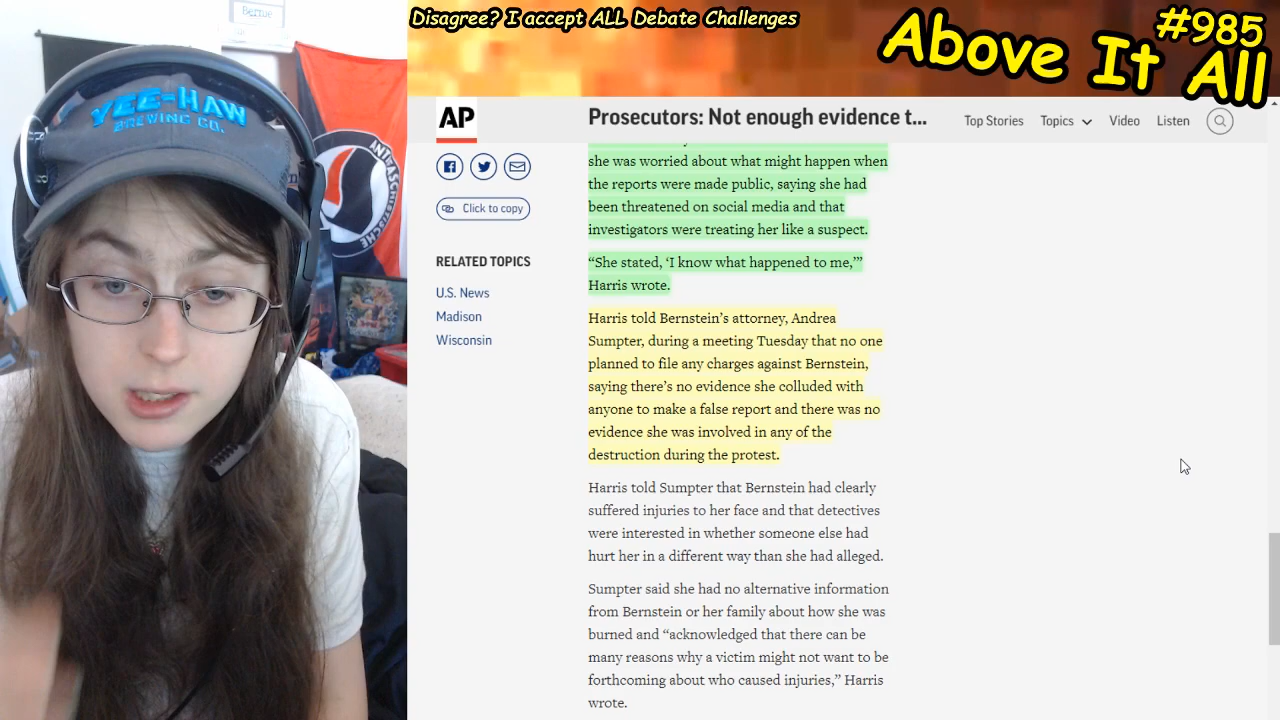 Disagree? I accept ALL Debate Challenges
#985
Above It All
Bernie
YEE-HAW
BREWING CO.
ANTIFASCHISTISCHE
AP
Prosecutors: Not enough evidence t...
Top Stories
Topics
Video
Listen
Click to copy
RELATED TOPICS
U.S. News
Madison
Wisconsin
she was worried about what might happen when
the reports were made public, saying she had
been threatened on social media and that
investigators were treating her like a suspect.
“She stated, ‘I know what happened to me,’”
Harris wrote.
Harris told Bernstein’s attorney, Andrea
Sumpter, during a meeting Tuesday that no one
planned to file any charges against Bernstein,
saying there’s no evidence she colluded with
anyone to make a false report and there was no
evidence she was involved in any of the
destruction during the protest.
Harris told Sumpter that Bernstein had clearly
suffered injuries to her face and that detectives
were interested in whether someone else had
hurt her in a different way than she had alleged.
Sumpter said she had no alternative information
from Bernstein or her family about how she was
burned and “acknowledged that there can be
many reasons why a victim might not want to be
forthcoming about who caused injuries,” Harris
wrote.